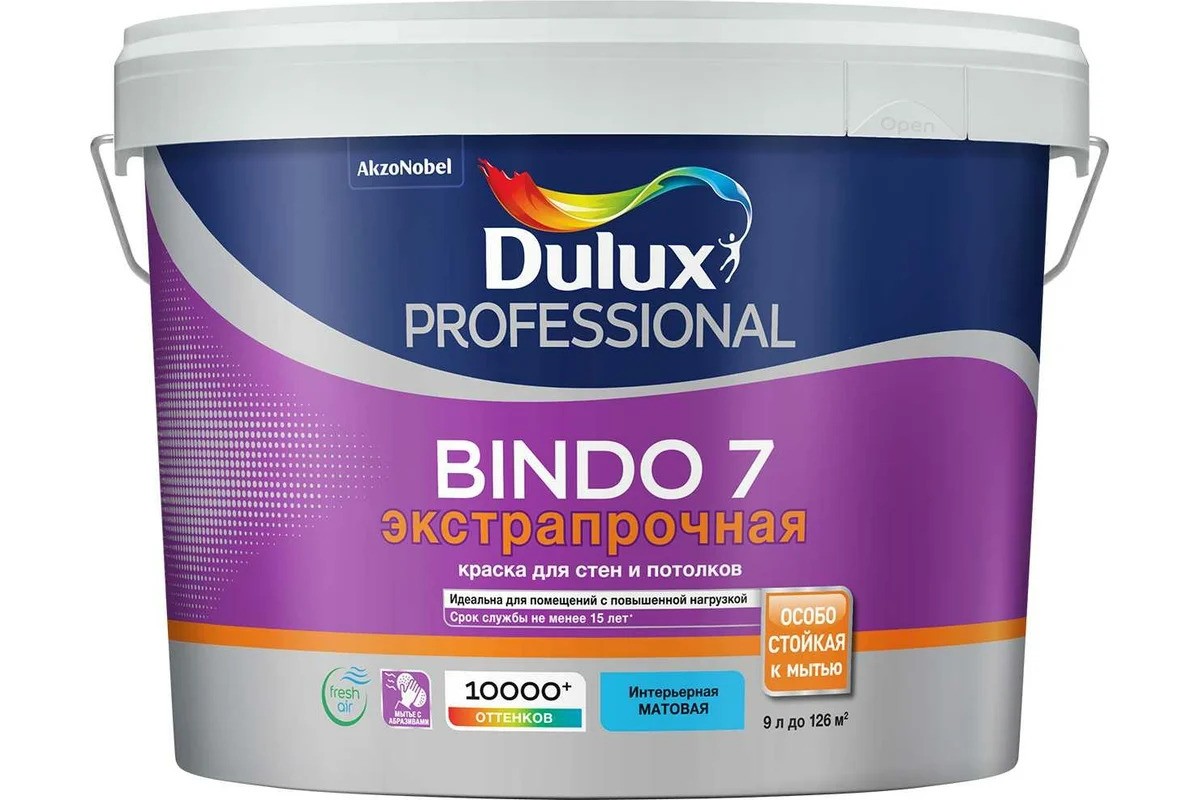 Open
AkzoNobel
Dulux
PROFESSIONAL
BINDO 7
экстрапрочная
краска для стен и потолков
Идеальна для помещений с повышенной нагрузкой
Срок службы не менее 15 лет*
ОСОБО
СТОЙКАЯ
К МЫТЬЮ
fresh
air
МЫТЬЕ С
АБРАЗИВАМИ
10000+
ОТТЕНКОВ
Интерьерная
МАТОВАЯ
9 л до 126 м²